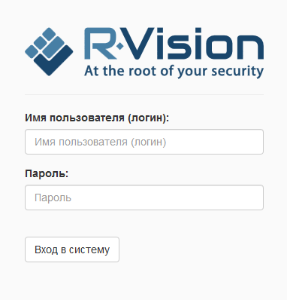 R·Vision
At the root of your security
Имя пользователя (логин):
Имя пользователя (логин)
Пароль:
Пароль
Вход в систему